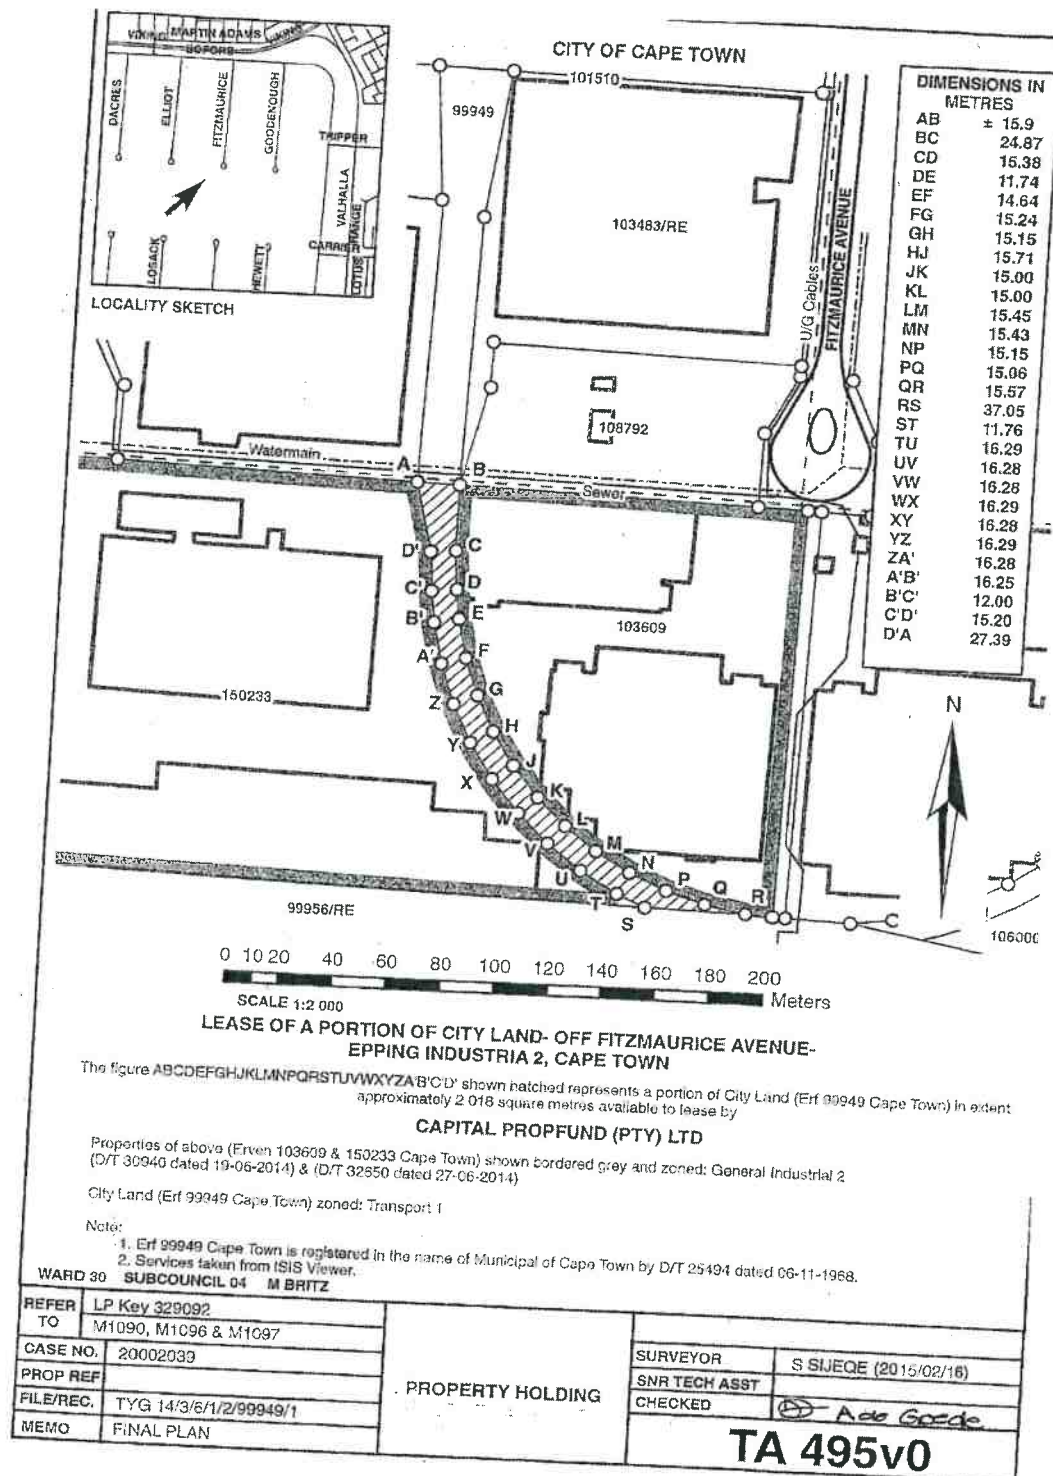 CITY OF CAPE TOWN
VIKING
MARTIN ADAMS
VIKING
BOFORS
DACRES
ELLIOT
FITZMAURICE
GOODENOUGH
TRIPPER
VALHALLA
CARRIER
LOTUS
RANGE
LOSACK
HEWETT
LOCALITY SKETCH
99949
101510
103483/RE
U/G Cables
FITZMAURICE AVENUE
108792
Watermain
Sewer
A
B
C
D
E
F
G
H
J
K
L
M
N
P
Q
R
S
T
U
V
W
X
Y
Z
A'
B'
C'
D'
103609
150233
99956/RE
N
DIMENSIONS IN
METRES
AB ± 15.9
BC 24.87
CD 15.38
DE 11.74
EF 14.64
FG 15.24
GH 15.15
HJ 15.71
JK 15.00
KL 15.00
LM 15.45
MN 15.43
NP 15.15
PQ 15.06
QR 15.57
RS 37.05
ST 11.76
TU 16.29
UV 16.28
VW 16.28
WX 16.29
XY 16.28
YZ 16.29
ZA' 16.28
A'B' 16.25
B'C' 12.00
C'D' 15.20
D'A 27.39
0 10 20 40 60 80 100 120 140 160 180 200
Meters
SCALE 1:2 000
LEASE OF A PORTION OF CITY LAND- OFF FITZMAURICE AVENUE-
EPPING INDUSTRIA 2, CAPE TOWN
The figure ABCDEFGHJKLMNPQRSTUVWXYZA'B'C'D' shown hatched represents a portion of City Land (Erf 99949 Cape Town) in extent
approximately 2 018 square metres available to lease by
CAPITAL PROPFUND (PTY) LTD
Properties of above (Erven 103609 & 150233 Cape Town) shown bordered grey and zoned: General Industrial 2
(D/T 30940 dated 19-06-2014) & (D/T 32650 dated 27-06-2014)
City Land (Erf 99949 Cape Town) zoned: Transport 1
Note:
1. Erf 99949 Cape Town is registered in the name of Municipal of Cape Town by D/T 25494 dated 06-11-1968.
2. Services taken from ISIS Viewer.
WARD 30 SUBCOUNCIL 04 M BRITZ
REFER TO
LP Key 329092
M1090, M1096 & M1097
CASE NO. 20002039
PROP REF
FILE/REC. TYG 14/3/6/1/2/99949/1
MEMO FINAL PLAN
PROPERTY HOLDING
SURVEYOR S SIJEQE (2015/02/16)
SNR TECH ASST
CHECKED
TA 495v0